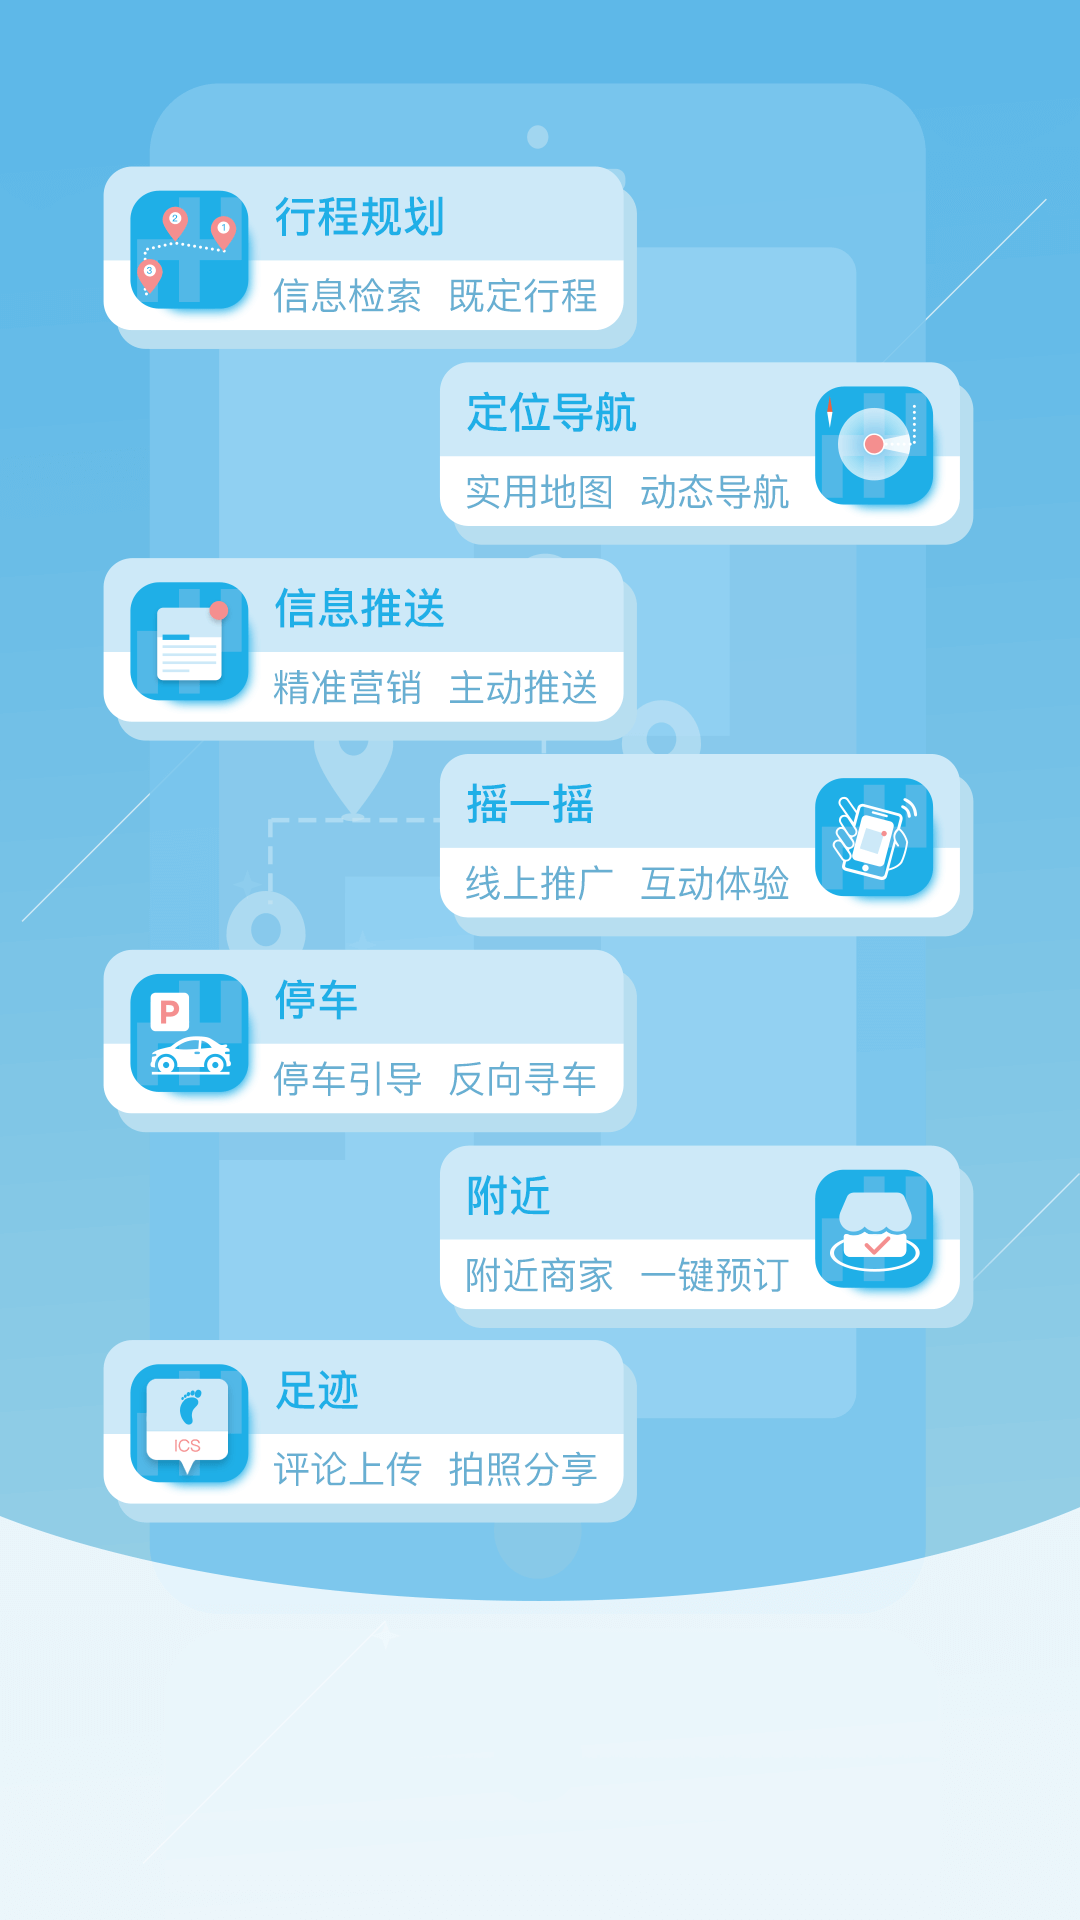 行程规划
信息检索 既定行程
2
1
3
定位导航
实用地图 动态导航
信息推送
精准营销 主动推送
摇一摇
线上推广 互动体验
停车
P
停车引导 反向寻车
附近
附近商家 一键预订
足迹
ICS
评论上传 拍照分享